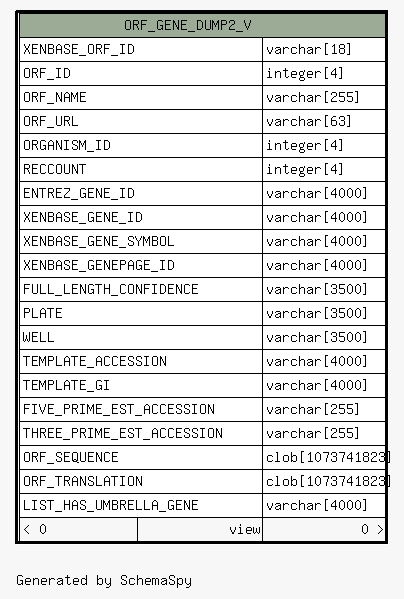 ORF_GENE_DUMP2_V
XENBASE_ORF_ID varchar[18]
ORF_ID integer[4]
ORF_NAME varchar[255]
ORF_URL varchar[63]
ORGANISM_ID integer[4]
RECCOUNT integer[4]
ENTREZ_GENE_ID varchar[4000]
XENBASE_GENE_ID varchar[4000]
XENBASE_GENE_SYMBOL varchar[4000]
XENBASE_GENEPAGE_ID varchar[4000]
FULL_LENGTH_CONFIDENCE varchar[3500]
PLATE varchar[3500]
WELL varchar[3500]
TEMPLATE_ACCESSION varchar[4000]
TEMPLATE_GI varchar[4000]
FIVE_PRIME_EST_ACCESSION varchar[255]
THREE_PRIME_EST_ACCESSION varchar[255]
ORF_SEQUENCE clob[1073741823]
ORF_TRANSLATION clob[1073741823]
LIST_HAS_UMBRELLA_GENE varchar[4000]
< 0 view 0 >
Generated by SchemaSpy